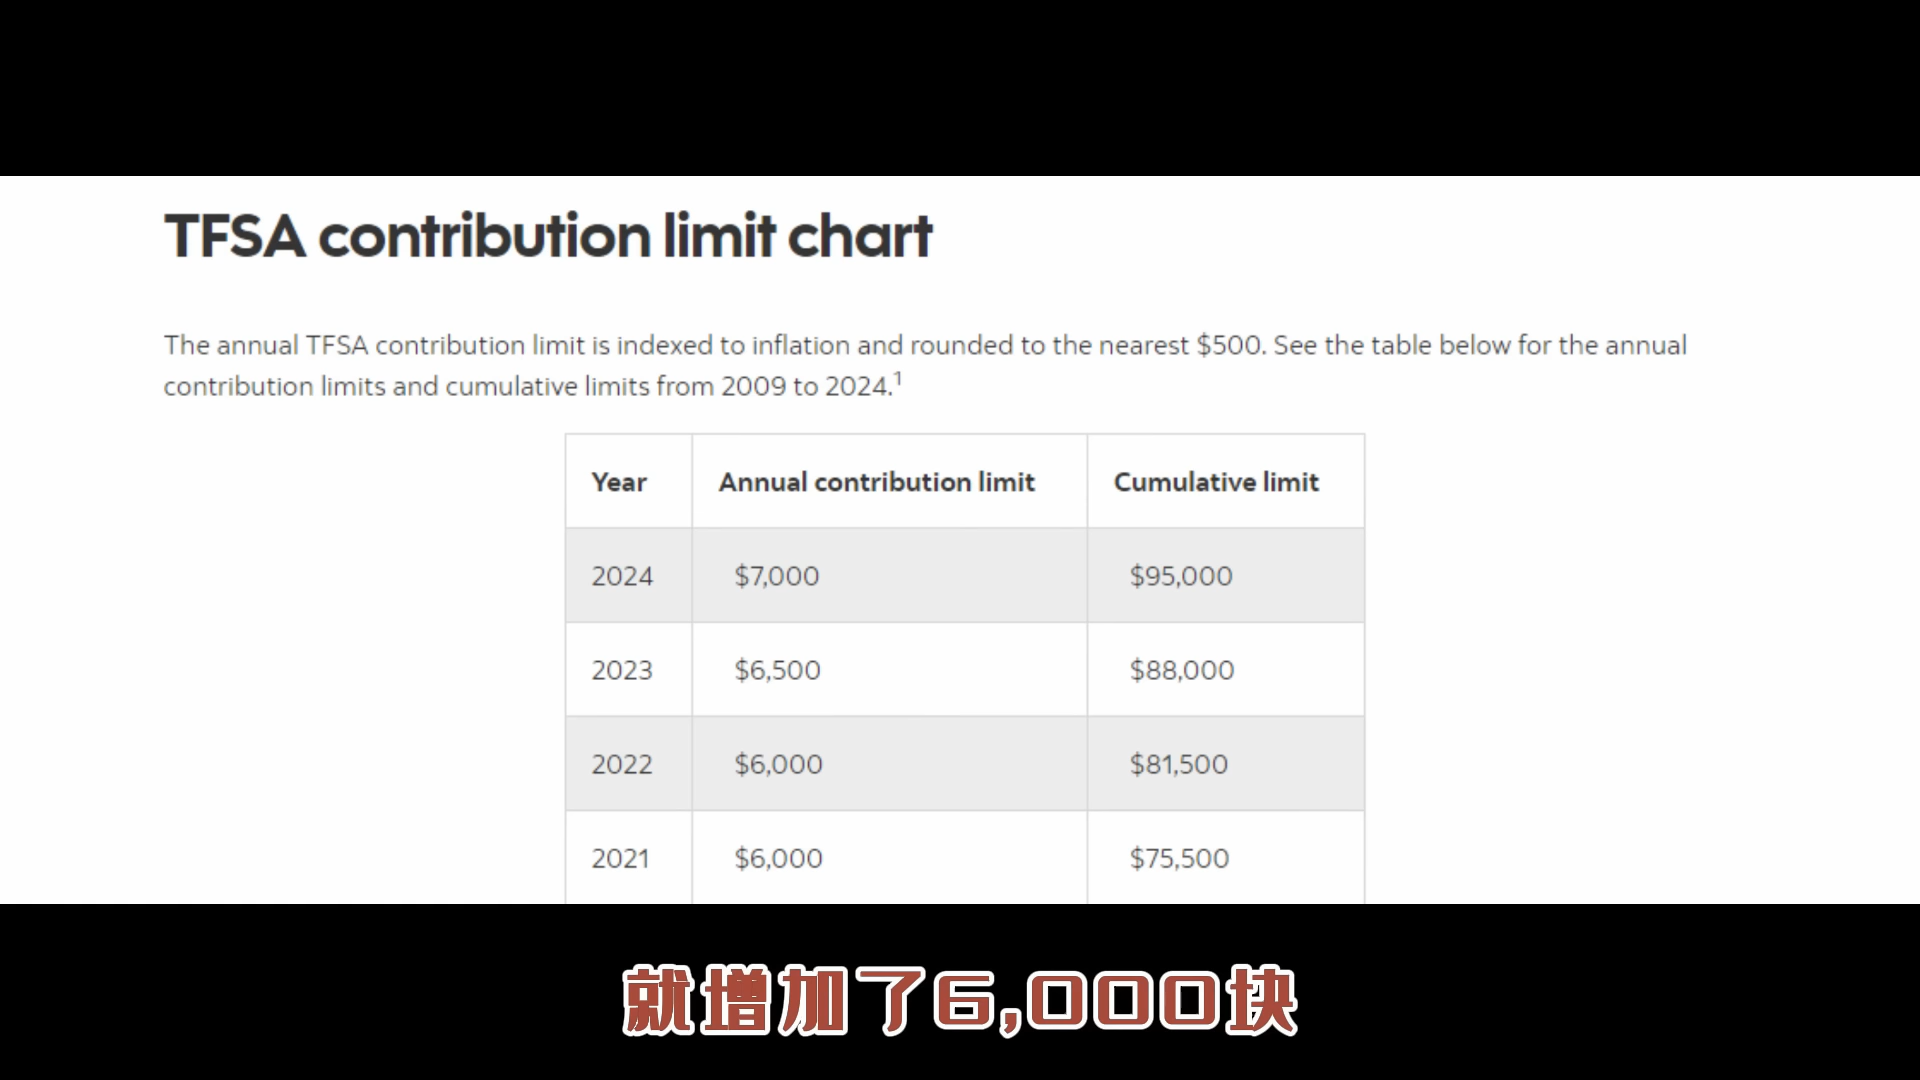 TFSA contribution limit chart
The annual TFSA contribution limit is indexed to inflation and rounded to the nearest $500. See the table below for the annual
contribution limits and cumulative limits from 2009 to 2024.1
Year Annual contribution limit Cumulative limit
2024 $7,000 $95,000
2023 $6,500 $88,000
2022 $6,000 $81,500
2021 $6,000 $75,500
就增加了6,000块